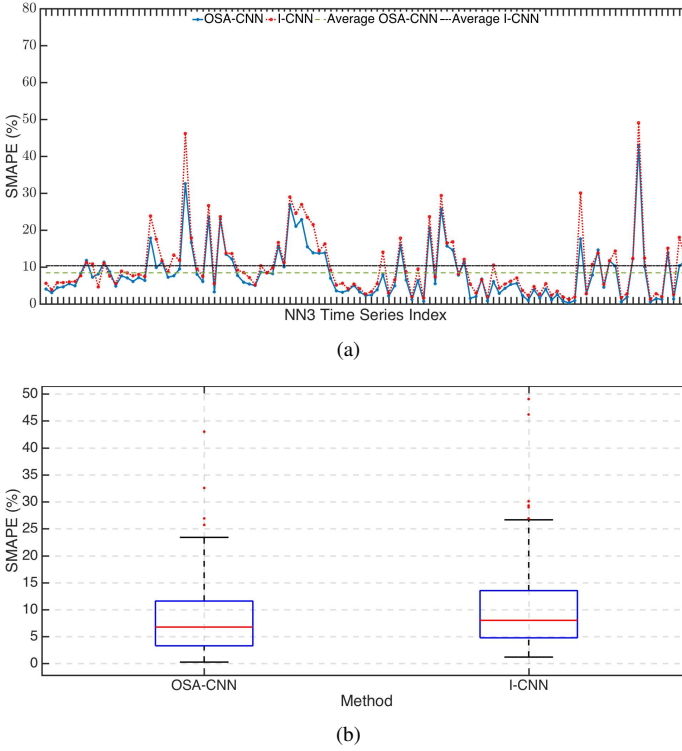 80
OSA-CNN I-CNN Average OSA-CNN Average I-CNN
70
60
50
40
30
20
10
0
SMAPE (%)
NN3 Time Series Index
(a)
50
45
40
35
30
25
20
15
10
5
0
SMAPE (%)
OSA-CNN I-CNN
Method
(b)